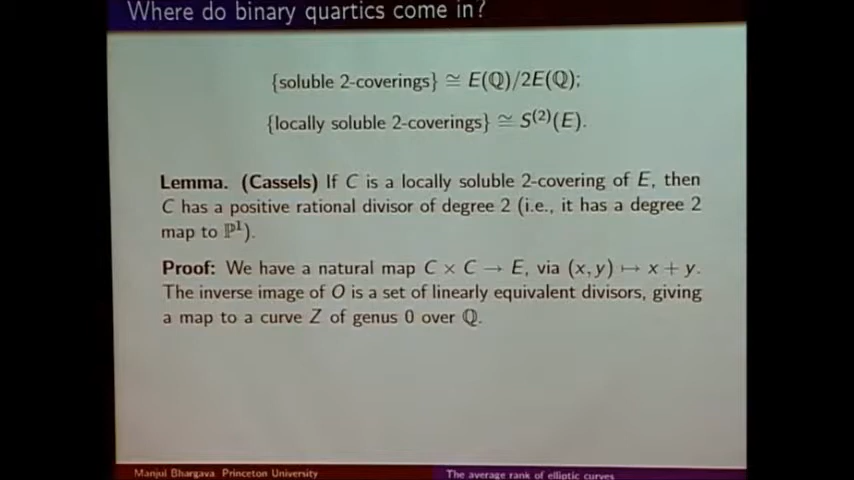 Where do binary quartics come in?
{soluble 2-coverings} ≅ E(ℚ)/2E(ℚ);
{locally soluble 2-coverings} ≅ S⁽²⁾(E).
Lemma. (Cassels) If C is a locally soluble 2-covering of E, then
C has a positive rational divisor of degree 2 (i.e., it has a degree 2
map to ℙ¹).
Proof: We have a natural map C × C → E, via (x, y) ↦ x + y.
The inverse image of O is a set of linearly equivalent divisors, giving
a map to a curve Z of genus 0 over ℚ.
Manjul Bhargava Princeton University
The average rank of elliptic curves